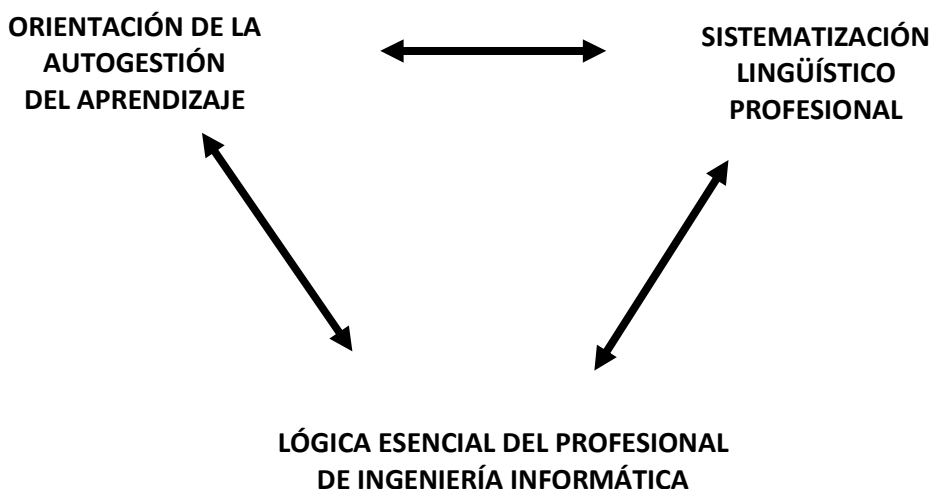 ORIENTACIÓN DE LA
AUTOGESTIÓN
DEL APRENDIZAJE
SISTEMATIZACIÓN
LINGÜÍSTICO
PROFESIONAL
LÓGICA ESENCIAL DEL PROFESIONAL
DE INGENIERÍA INFORMÁTICA